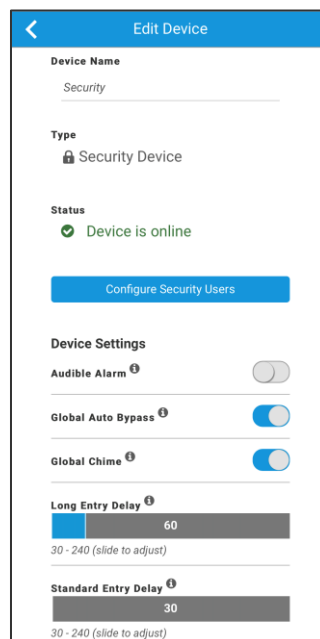 Edit Device
Device Name
Security
Type
Security Device
Status
Device is online
Configure Security Users
Device Settings
Audible Alarm
Global Auto Bypass
Global Chime
Long Entry Delay
60
30 - 240 (slide to adjust)
Standard Entry Delay
30
30 - 240 (slide to adjust)